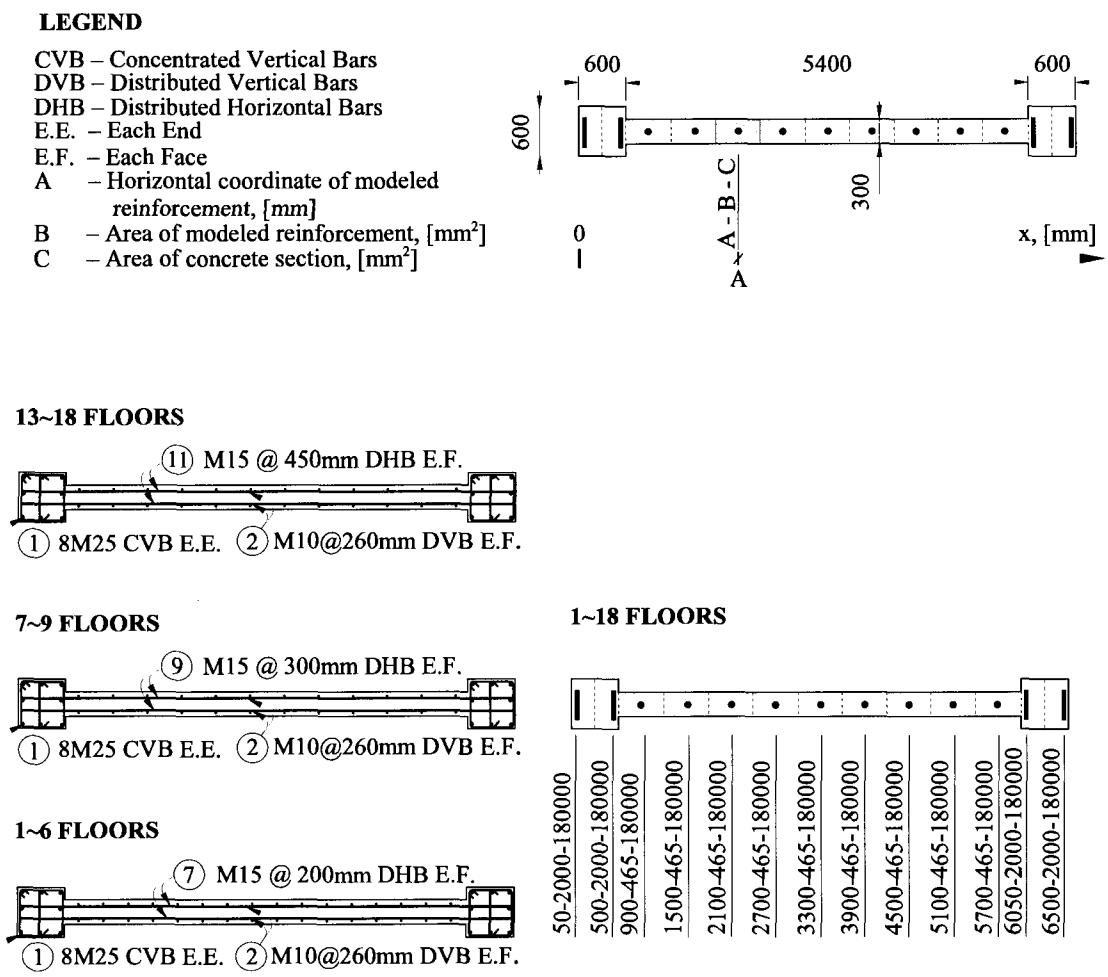 LEGEND
CVB – Concentrated Vertical Bars
DVB – Distributed Vertical Bars
DHB – Distributed Horizontal Bars
E.E. – Each End
E.F. – Each Face
A – Horizontal coordinate of modeled
reinforcement, [mm]
B – Area of modeled reinforcement, [mm²]
C – Area of concrete section, [mm²]
600
5400
600
600
300
A - B - C
0
x, [mm]
A
13~18 FLOORS
11 M15 @ 450mm DHB E.F.
1 8M25 CVB E.E. 2 M10@260mm DVB E.F.
7~9 FLOORS
9 M15 @ 300mm DHB E.F.
1 8M25 CVB E.E. 2 M10@260mm DVB E.F.
1~6 FLOORS
7 M15 @ 200mm DHB E.F.
1 8M25 CVB E.E. 2 M10@260mm DVB E.F.
1~18 FLOORS
50-2000-180000
500-2000-180000
900-465-180000
1500-465-180000
2100-465-180000
2700-465-180000
3300-465-180000
3900-465-180000
4500-465-180000
5100-465-180000
5700-465-180000
6050-2000-180000
6500-2000-180000